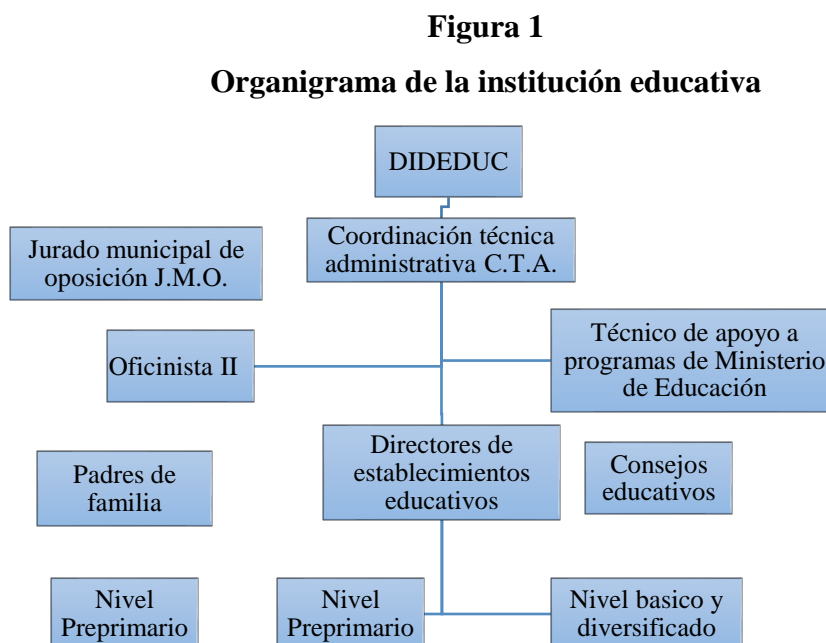 Figura 1
Organigrama de la institución educativa
DIDEDUC
Jurado municipal de
oposición J.M.O.
Coordinación técnica
administrativa C.T.A.
Oficinista II
Técnico de apoyo a
programas de Ministerio
de Educación
Padres de
familia
Directores de
establecimientos
educativos
Consejos
educativos
Nivel
Preprimario
Nivel
Preprimario
Nivel basico y
diversificado